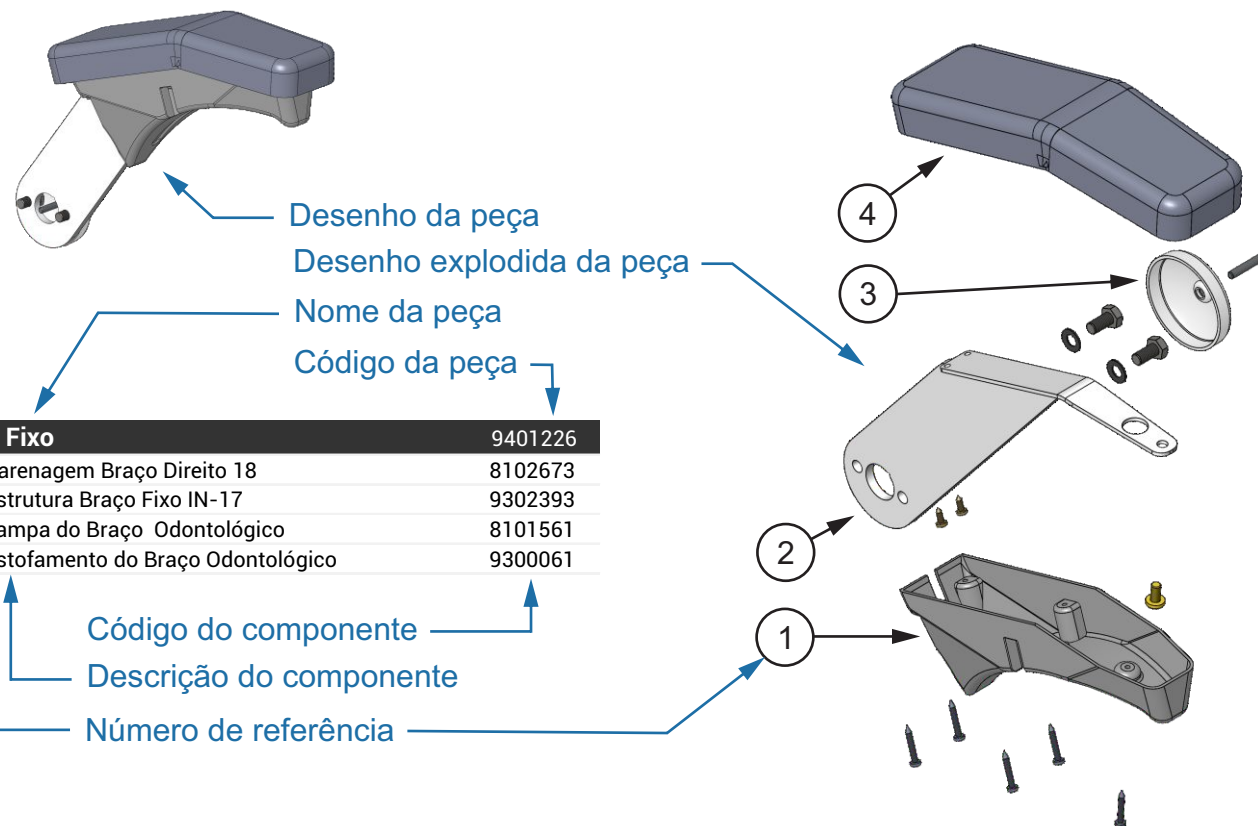 4
Desenho da peça
Desenho explodida da peça
3
Nome da peça
Código da peça
Fixo 9401226
arenagem Braço Direito 18 8102673
strutura Braço Fixo IN-17 9302393
ampa do Braço Odontológico 8101561
stofamento do Braço Odontológico 9300061
2
Código do componente
1
Descrição do componente
Número de referência